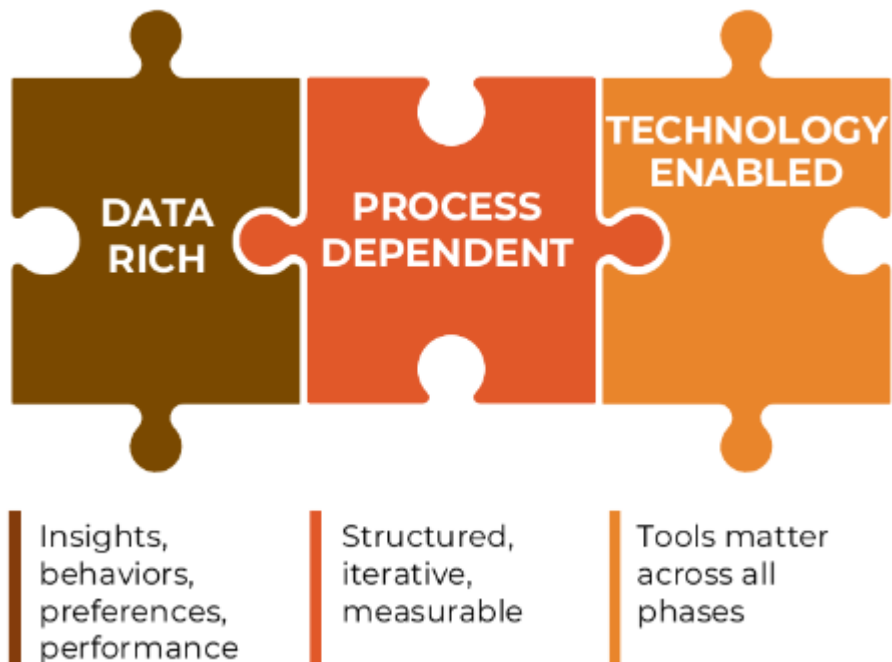 DATA
RICH
PROCESS
DEPENDENT
TECHNOLOGY
ENABLED
Insights,
behaviors,
preferences,
performance
Structured,
iterative,
measurable
Tools matter
across all
phases